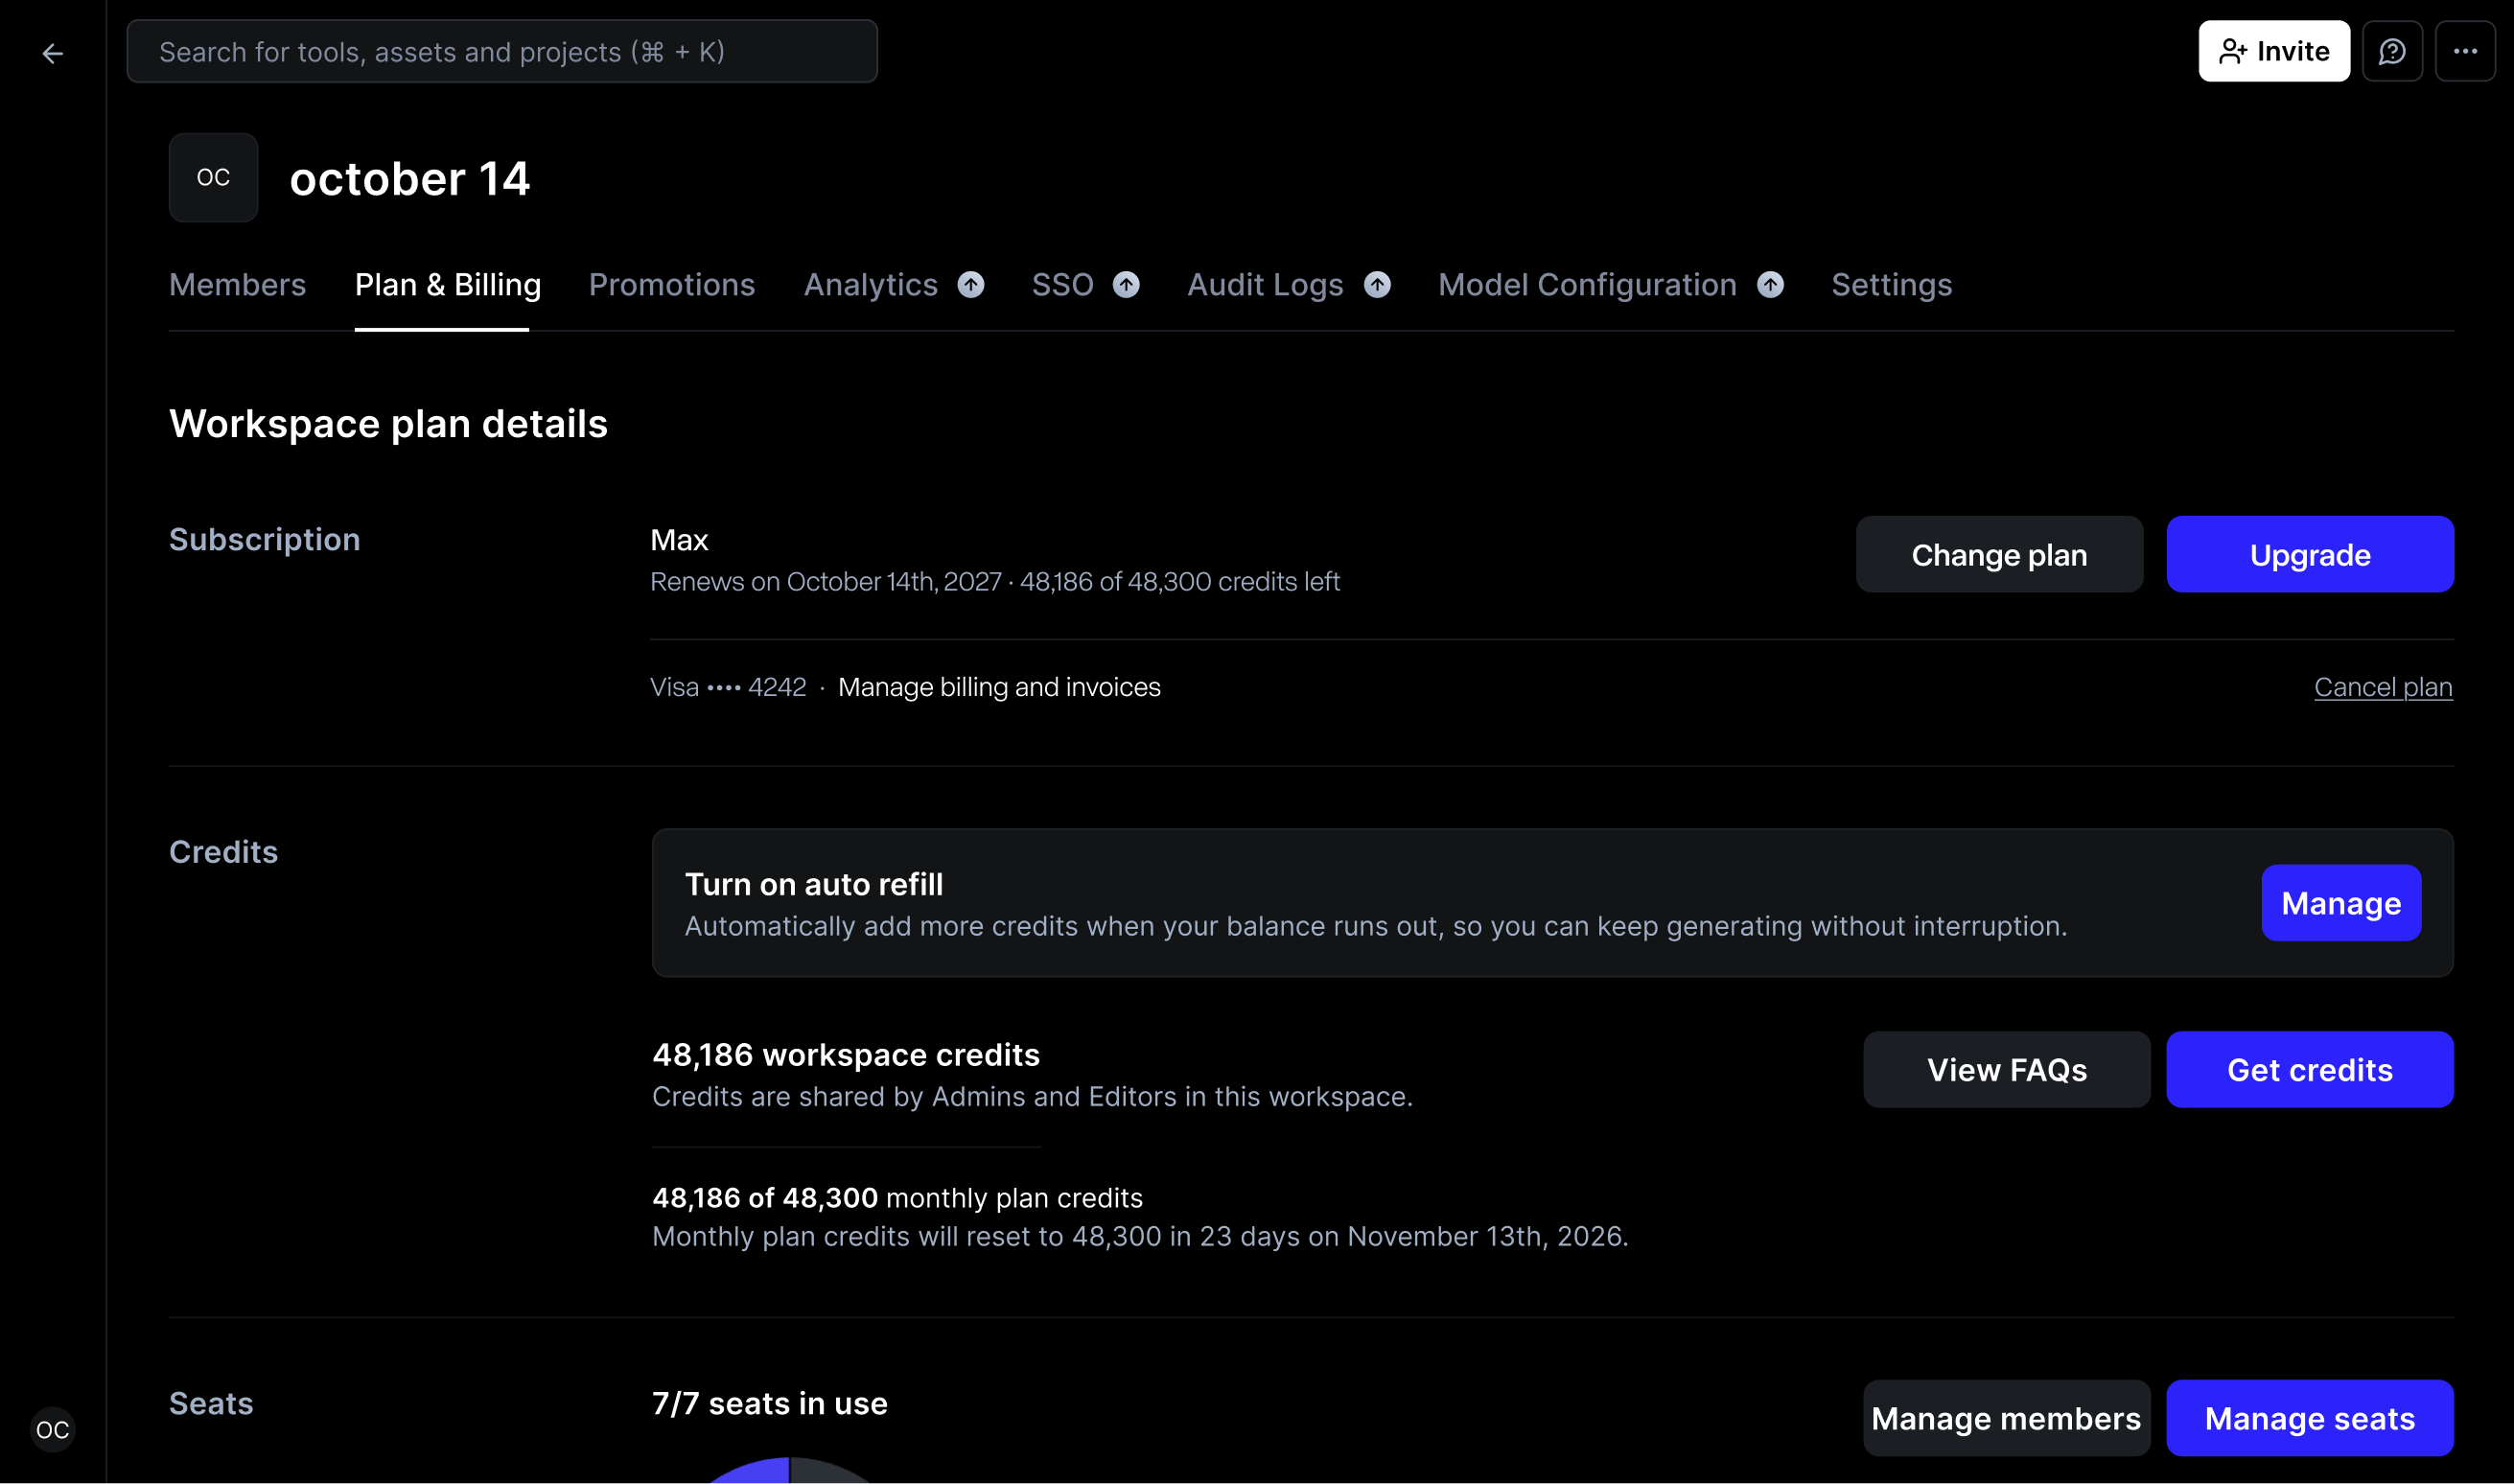 Search for tools, assets and projects (⌘ + K)
Invite
OC
october 14
Members Plan & Billing Promotions Analytics SSO Audit Logs Model Configuration Settings
Workspace plan details
Subscription
Max
Renews on October 14th, 2027 · 48,186 of 48,300 credits left
Change plan
Upgrade
Visa •••• 4242 · Manage billing and invoices
Cancel plan
Credits
Turn on auto refill
Automatically add more credits when your balance runs out, so you can keep generating without interruption.
Manage
48,186 workspace credits
Credits are shared by Admins and Editors in this workspace.
View FAQs
Get credits
48,186 of 48,300 monthly plan credits
Monthly plan credits will reset to 48,300 in 23 days on November 13th, 2026.
Seats
7/7 seats in use
Manage members
Manage seats
OC